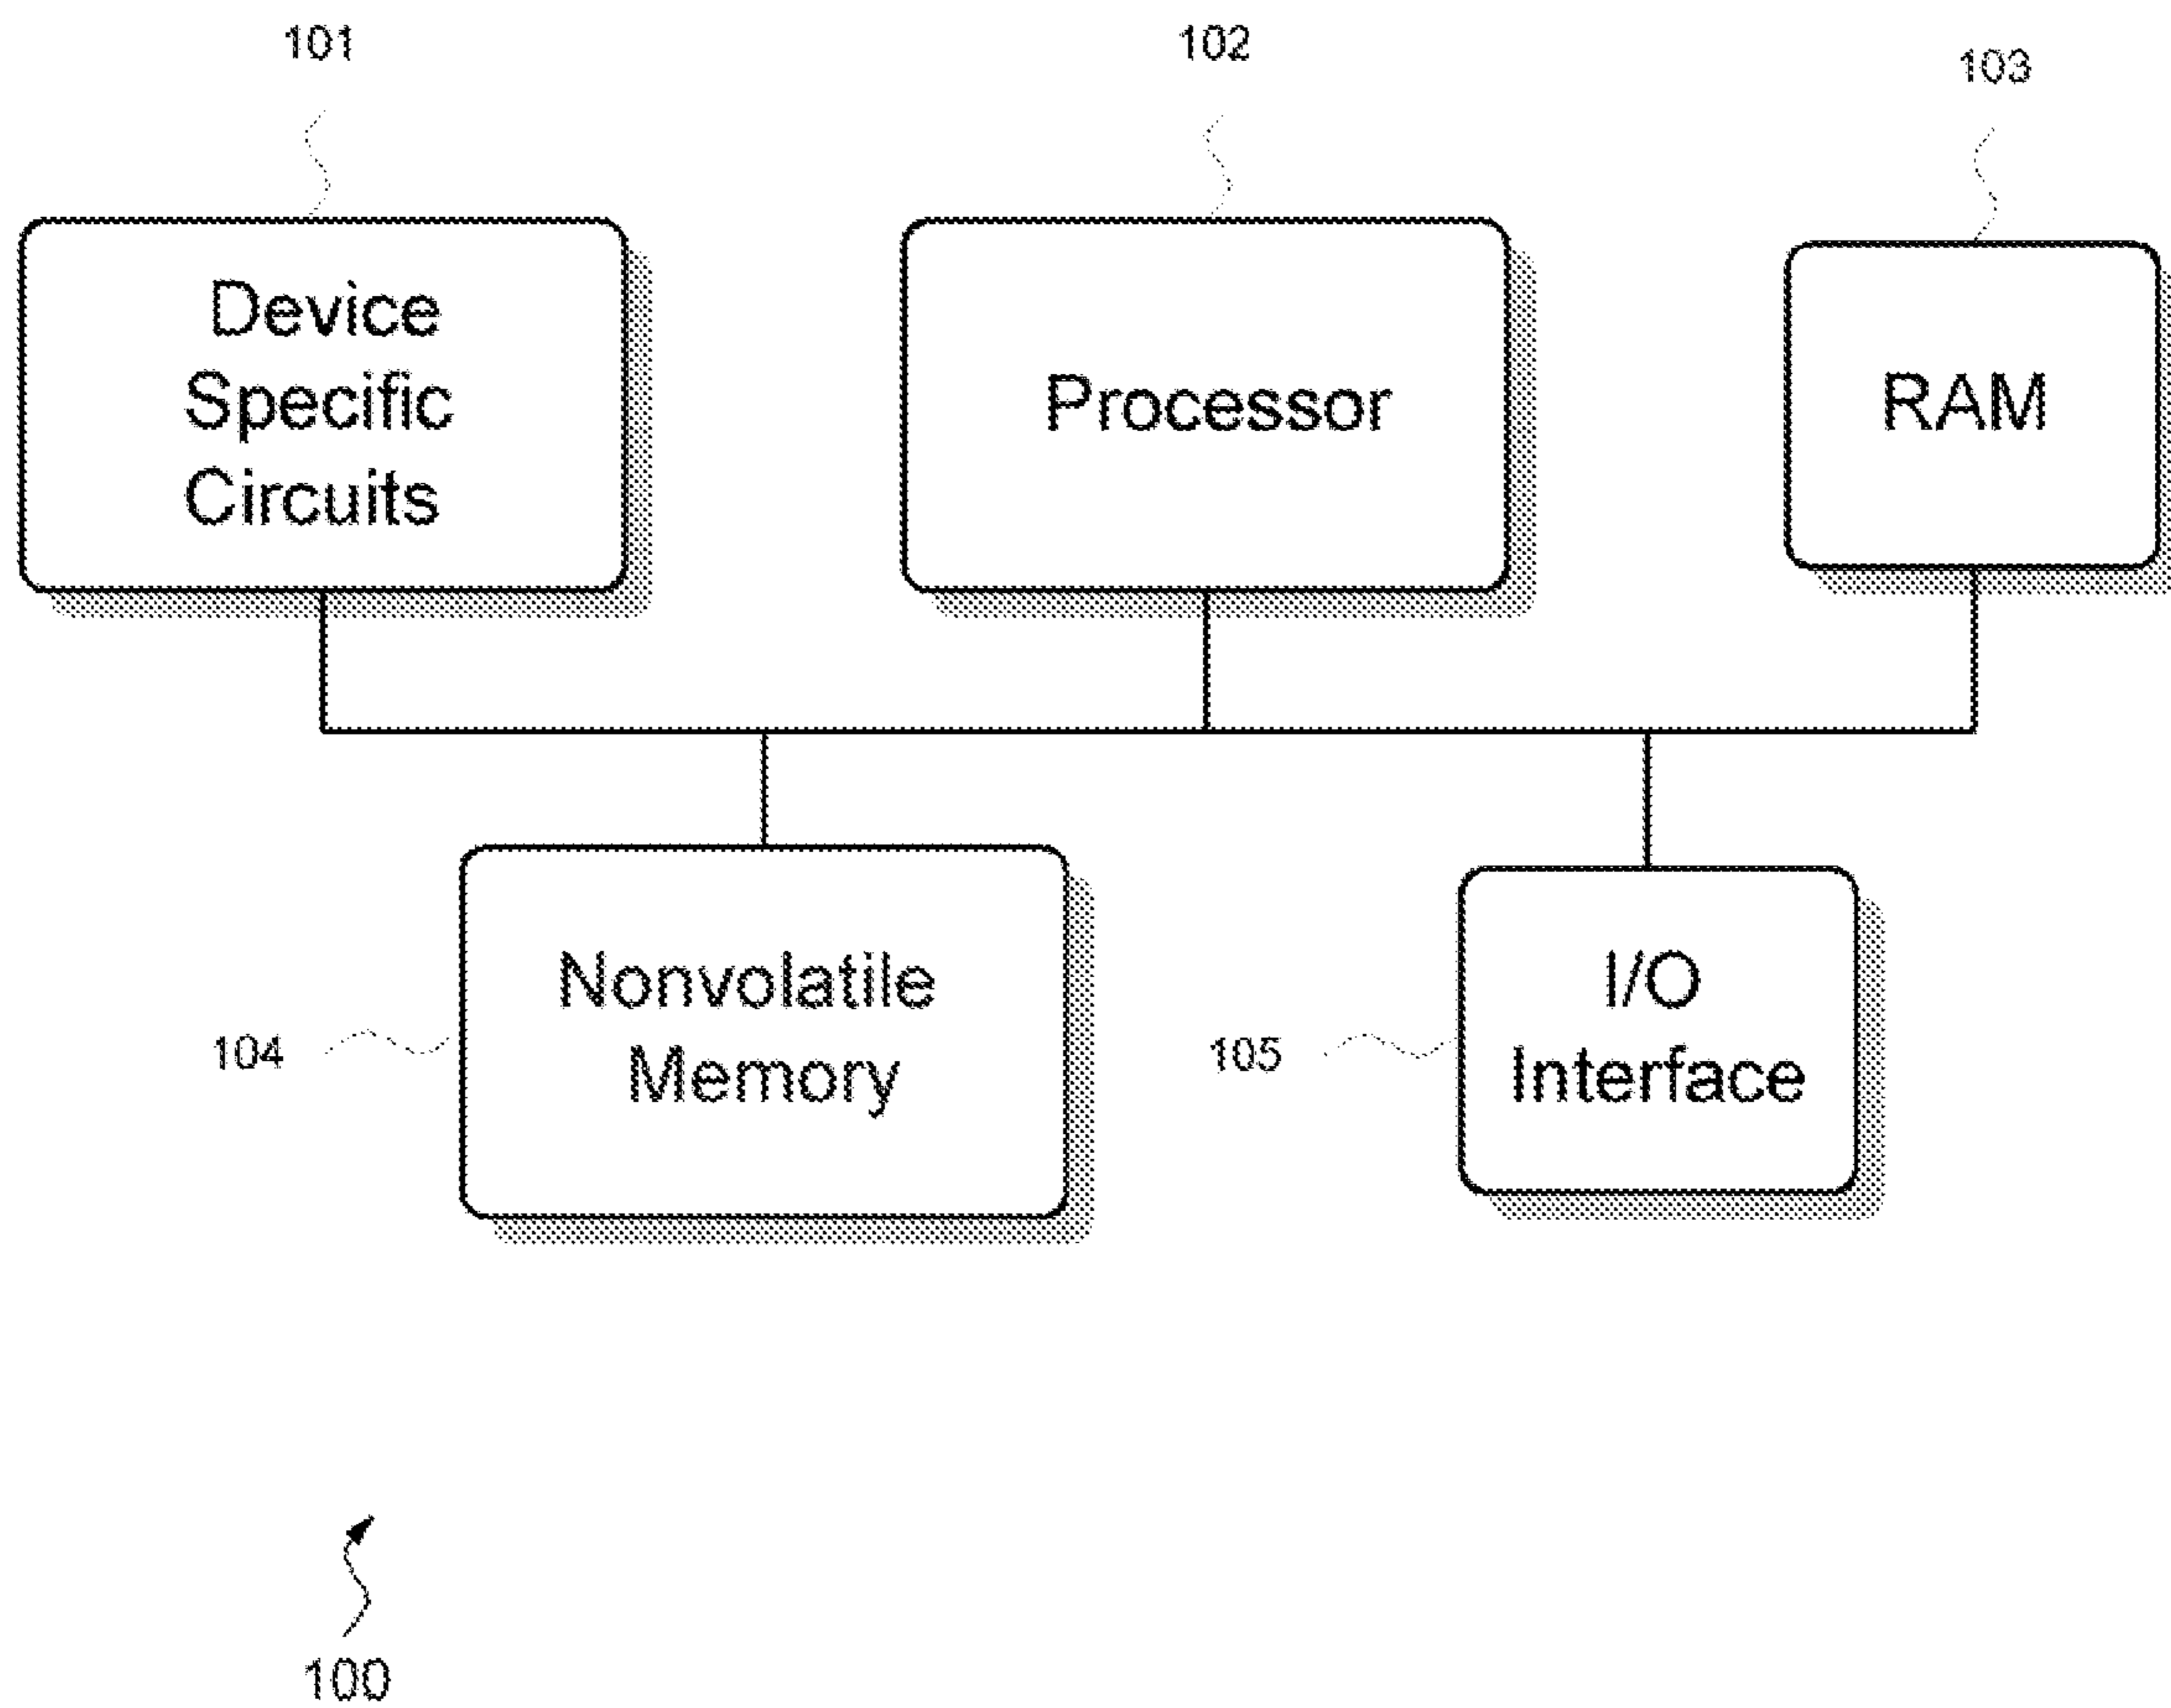 101
102
103
Device
Specific
Circuits
Processor
RAM
Nonvolatile
Memory
104
I/O
Interface
105
100